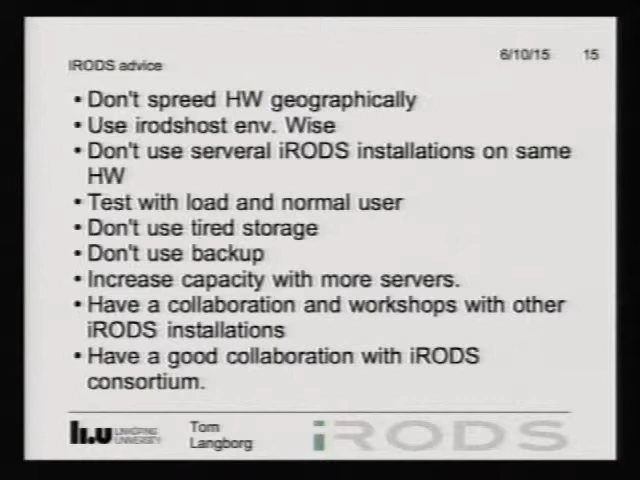 6/10/15 15
IRODS advice
• Don't spreed HW geographically
• Use irodshost env. Wise
• Don't use serveral iRODS installations on same
HW
• Test with load and normal user
• Don't use tired storage
• Don't use backup
• Increase capacity with more servers.
• Have a collaboration and workshops with other
iRODS installations
• Have a good collaboration with iRODS
consortium.
LI.U LINKÖPING
UNIVERSITY
Tom
Langborg
iRODS